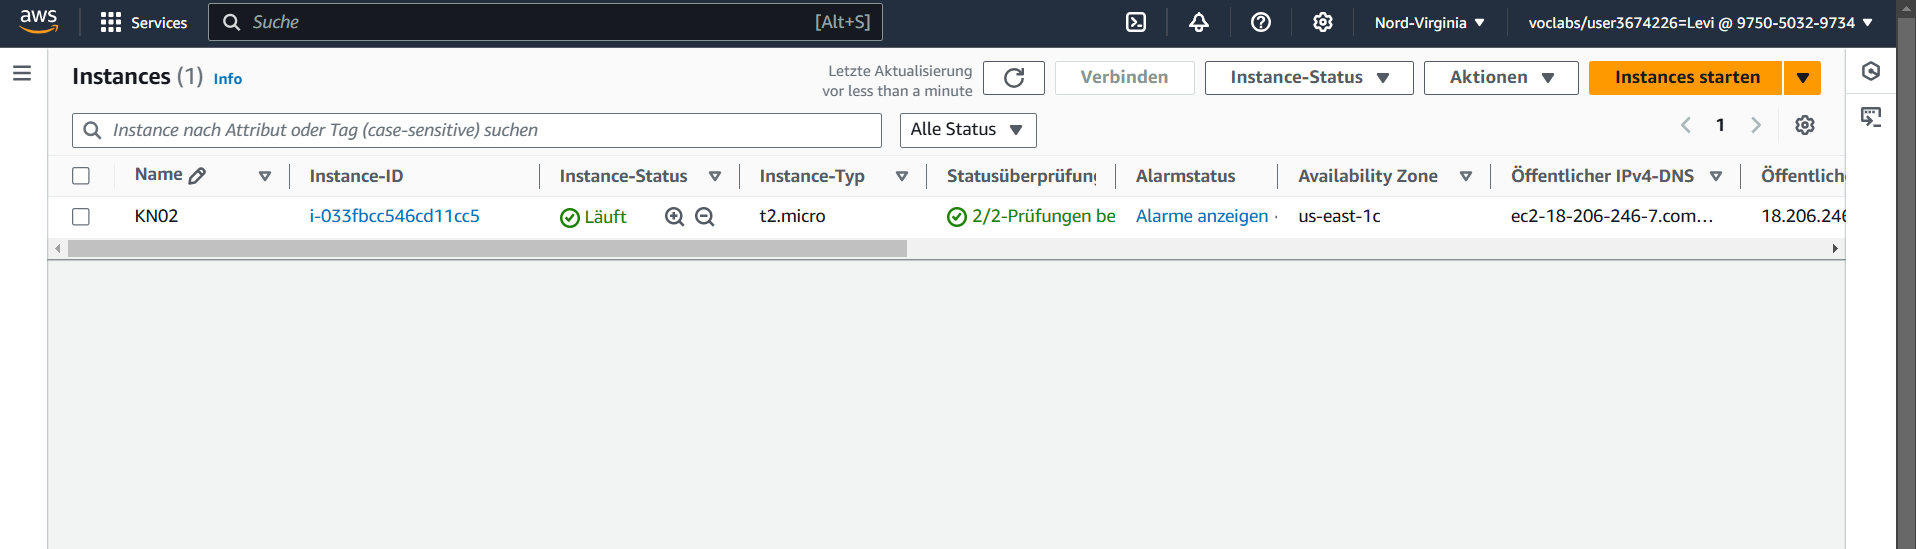 aws Services Suche [Alt+S] Nord-Virginia voclabs/user3674226=Levi @ 9750-5032-9734
Instances (1) Info
Letzte Aktualisierung
vor less than a minute
Verbinden Instance-Status Aktionen Instances starten
Instance nach Attribut oder Tag (case-sensitive) suchen Alle Status 1
Name Instance-ID Instance-Status Instance-Typ Statusüberprüfung Alarmstatus Availability Zone Öffentlicher IPv4-DNS Öffentlich
KN02 i-033fbcc546cd11cc5 Läuft t2.micro 2/2-Prüfungen be Alarme anzeigen us-east-1c ec2-18-206-246-7.com... 18.206.246